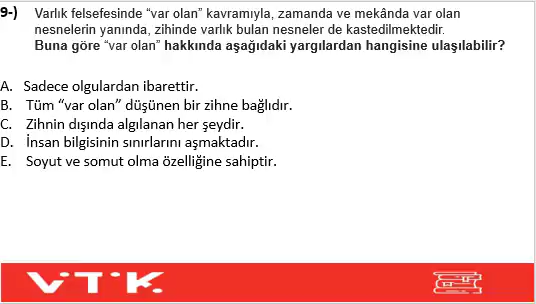 9-) Varlık felsefesinde “var olan” kavramıyla, zamanda ve mekânda var olan
nesnelerin yanında, zihinde varlık bulan nesneler de kastedilmektedir.
Buna göre “var olan” hakkında aşağıdaki yargılardan hangisine ulaşılabilir?
A. Sadece olgulardan ibarettir.
B. Tüm “var olan” düşünen bir zihne bağlıdır.
C. Zihnin dışında algılanan her şeydir.
D. İnsan bilgisinin sınırlarını aşmaktadır.
E. Soyut ve somut olma özelliğine sahiptir.
VTK